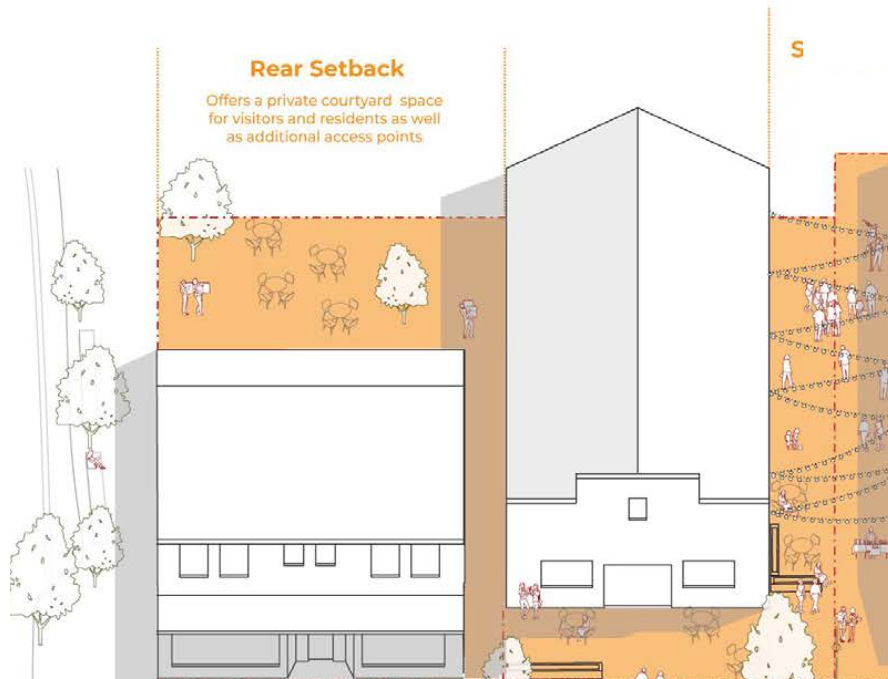 Rear Setback
Offers a private courtyard space
for visitors and residents as well
as additional access points
S